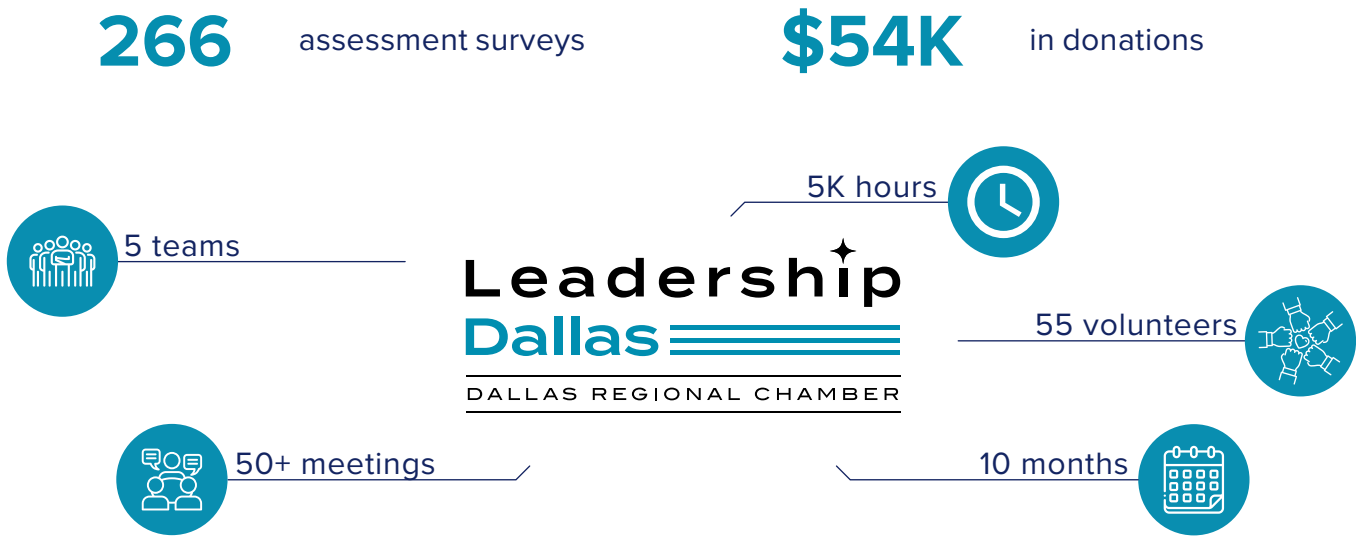 266 assessment surveys
$54K in donations
5K hours
5 teams
Leadership
Dallas
DALLAS REGIONAL CHAMBER
55 volunteers
50+ meetings
10 months